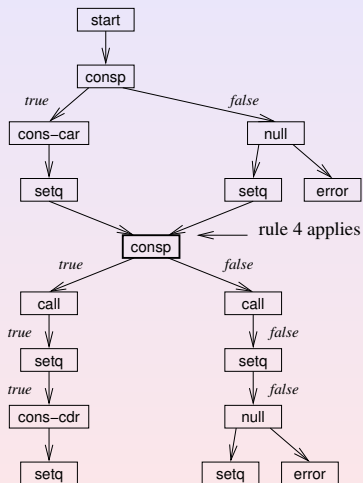 start
consp
true false
cons-car null
setq setq error
consp rule 4 applies
true false
call call
true false
setq setq
true false
cons-cdr null
setq setq error